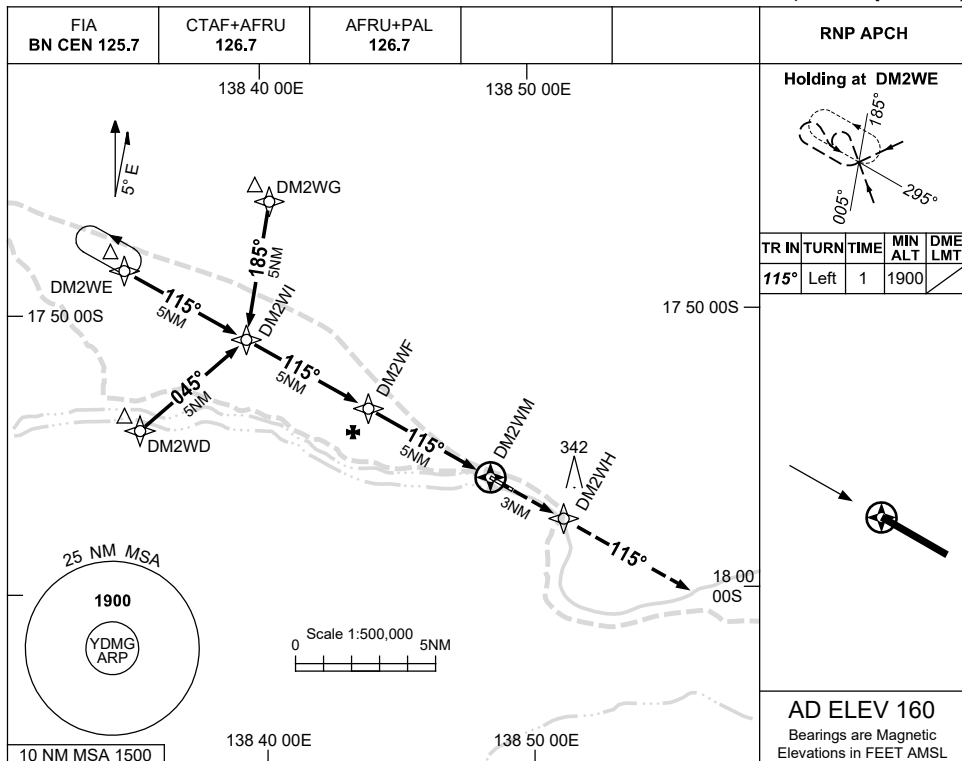 FIA
BN CEN 125.7
CTAF+AFRU
126.7
AFRU+PAL
126.7
RNP APCH
138 40 00E
138 50 00E
Holding at DM2WE
185°
295°
005°
TR IN
TURN
TIME
MIN
ALT
DME
LMT
115°
Left
1
1900
5° E
DM2WG
185°
5NM
DM2WE
115°
5NM
DM2WI
17 50 00S
17 50 00S
115°
5NM
DM2WF
045°
5NM
DM2WD
115°
5NM
DM2WM
342
3NM
DM2WH
115°
18 00
00S
25 NM MSA
1900
YDMG
ARP
Scale 1:500,000
0
5NM
10 NM MSA 1500
138 40 00E
138 50 00E
AD ELEV 160
Bearings are Magnetic
Elevations in FEET AMSL